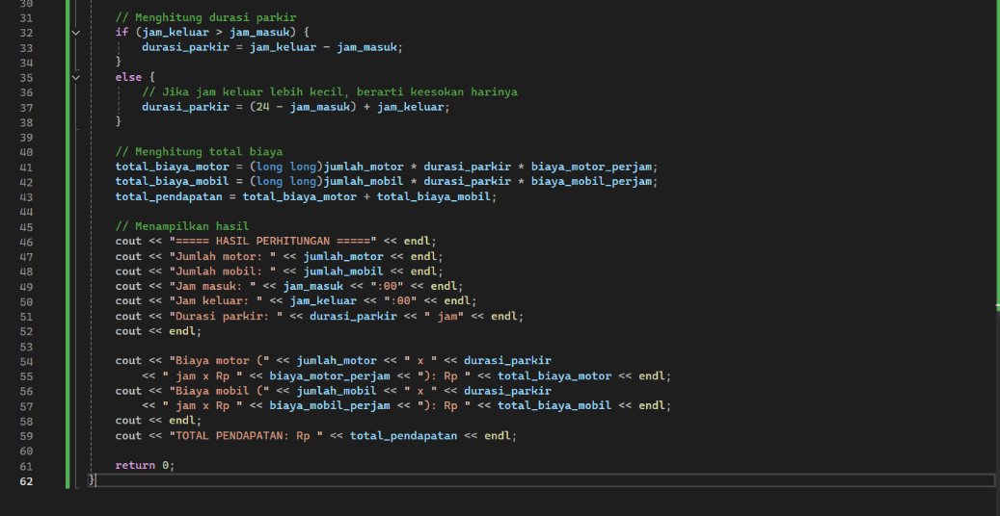 30
31 // Menghitung durasi parkir
32 if (jam_keluar > jam_masuk) {
33 durasi_parkir = jam_keluar - jam_masuk;
34 }
35 else {
36 // Jika jam keluar lebih kecil, berarti keesokan harinya
37 durasi_parkir = (24 - jam_masuk) + jam_keluar;
38 }
39
40 // Menghitung total biaya
41 total_biaya_motor = (long long)jumlah_motor * durasi_parkir * biaya_motor_perjam;
42 total_biaya_mobil = (long long)jumlah_mobil * durasi_parkir * biaya_mobil_perjam;
43 total_pendapatan = total_biaya_motor + total_biaya_mobil;
44
45 // Menampilkan hasil
46 cout << "===== HASIL PERHITUNGAN =====" << endl;
47 cout << "Jumlah motor: " << jumlah_motor << endl;
48 cout << "Jumlah mobil: " << jumlah_mobil << endl;
49 cout << "Jam masuk: " << jam_masuk << ":00" << endl;
50 cout << "Jam keluar: " << jam_keluar << ":00" << endl;
51 cout << "Durasi parkir: " << durasi_parkir << " jam" << endl;
52 cout << endl;
53
54 cout << "Biaya motor (" << jumlah_motor << " x " << durasi_parkir
55 << " jam x Rp " << biaya_motor_perjam << "): Rp " << total_biaya_motor << endl;
56 cout << "Biaya mobil (" << jumlah_mobil << " x " << durasi_parkir
57 << " jam x Rp " << biaya_mobil_perjam << "): Rp " << total_biaya_mobil << endl;
58 cout << endl;
59 cout << "TOTAL PENDAPATAN: Rp " << total_pendapatan << endl;
60
61 return 0;
62 }